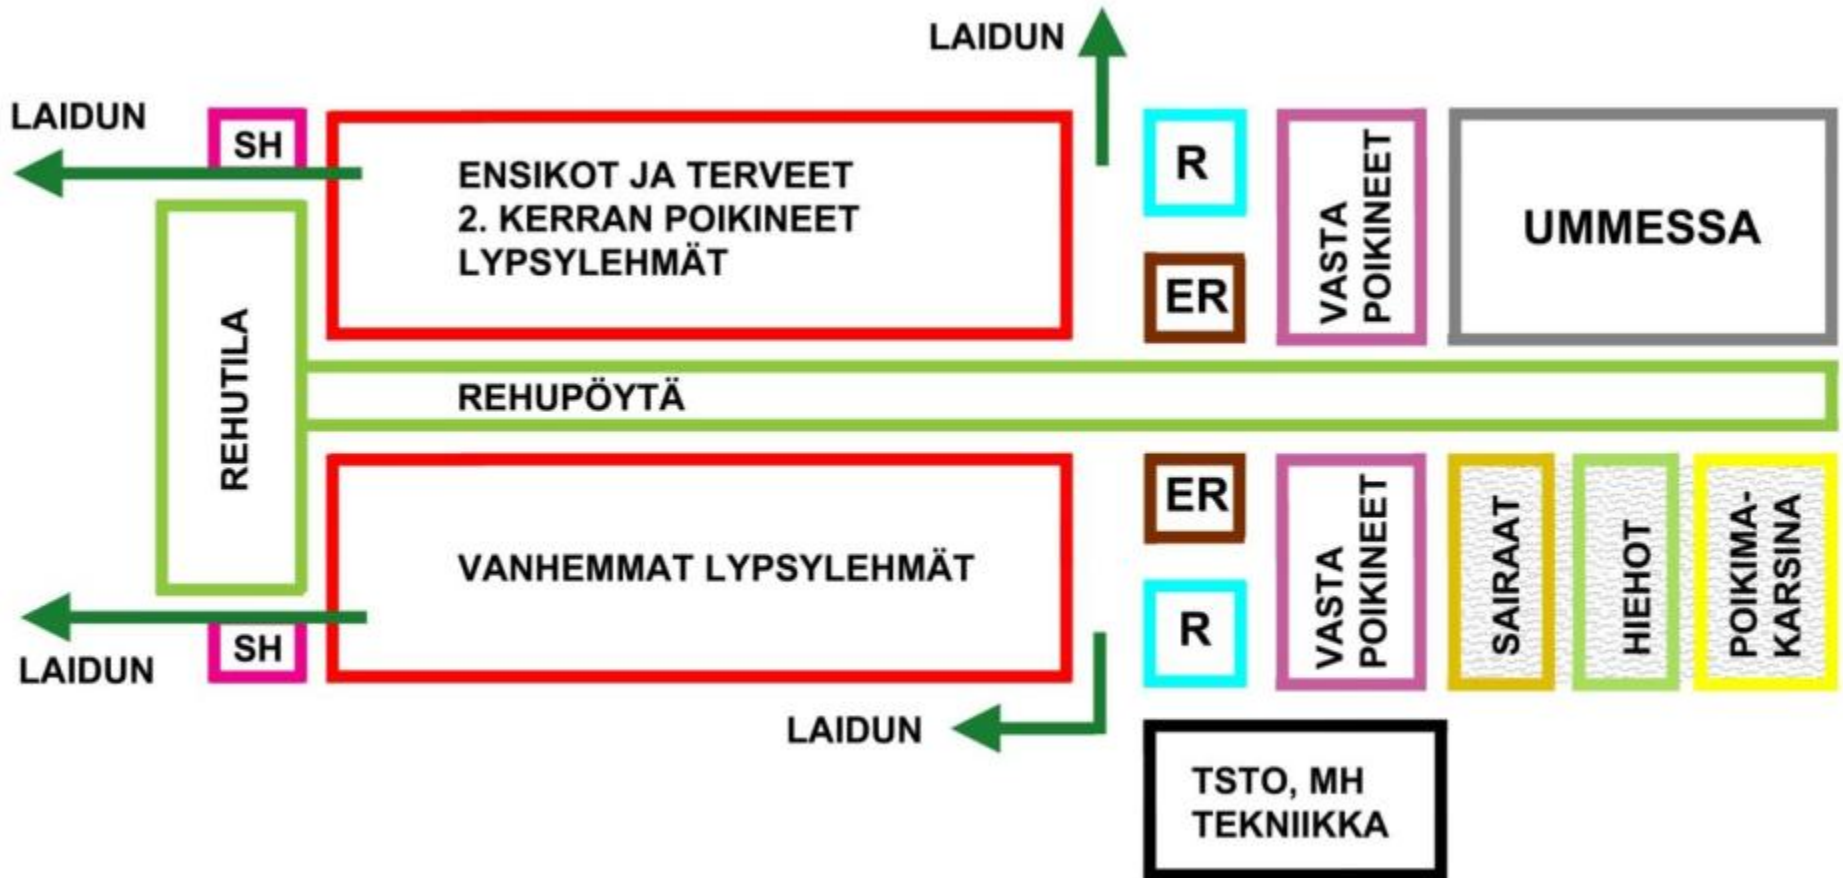 LAIDUN
LAIDUN
SH
ENSIKOT JA TERVEET
2. KERRAN POIKINEET
LYPSYLEHMÄT
R
ER
VASTA
POIKINEET
UMMESSA
REHUTILA
REHUPÖYTÄ
VANHEMMAT LYPSYLEHMÄT
ER
R
VASTA
POIKINEET
SAIRAAT
HIEHOT
POIKIMA-
KARSINA
SH
LAIDUN
LAIDUN
TSTO, MH
TEKNIIKKA